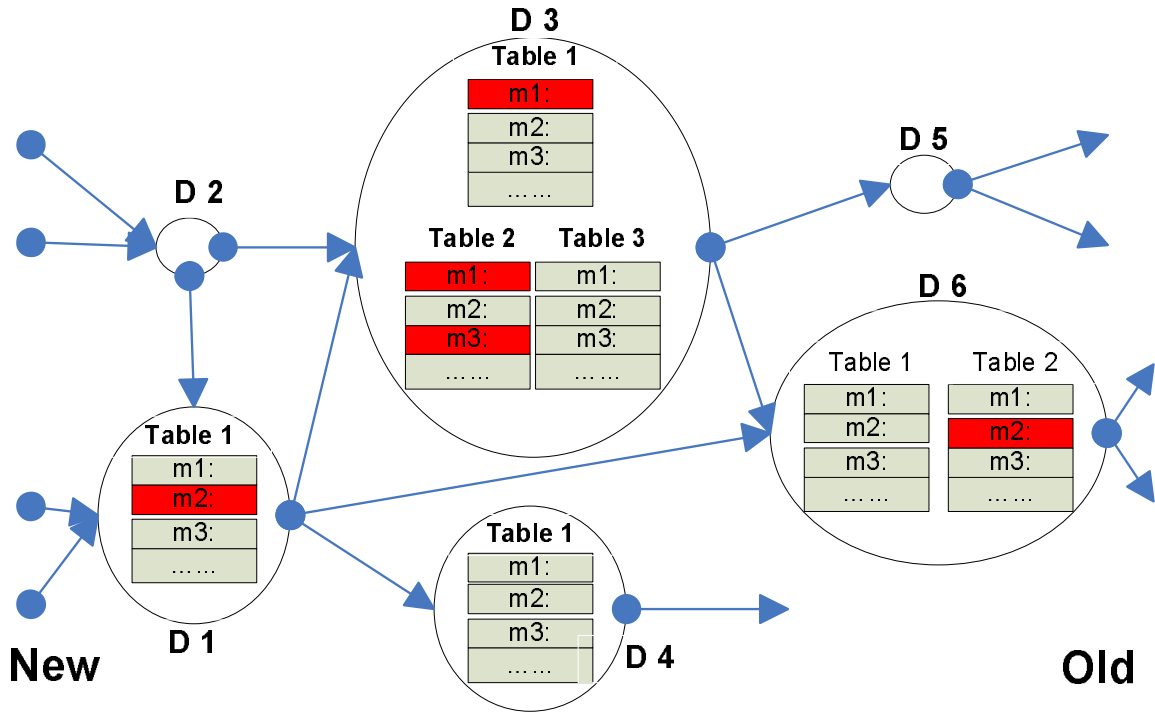 D 3
Table 1
m1:
m2:
m3:
......
Table 2
m1:
m2:
m3:
......
Table 3
m1:
m2:
m3:
......
D 5
D 2
D 6
Table 1
m1:
m2:
m3:
......
Table 2
m1:
m2:
m3:
......
Table 1
m1:
m2:
m3:
......
D 1
Table 1
m1:
m2:
m3:
......
D 4
New
Old